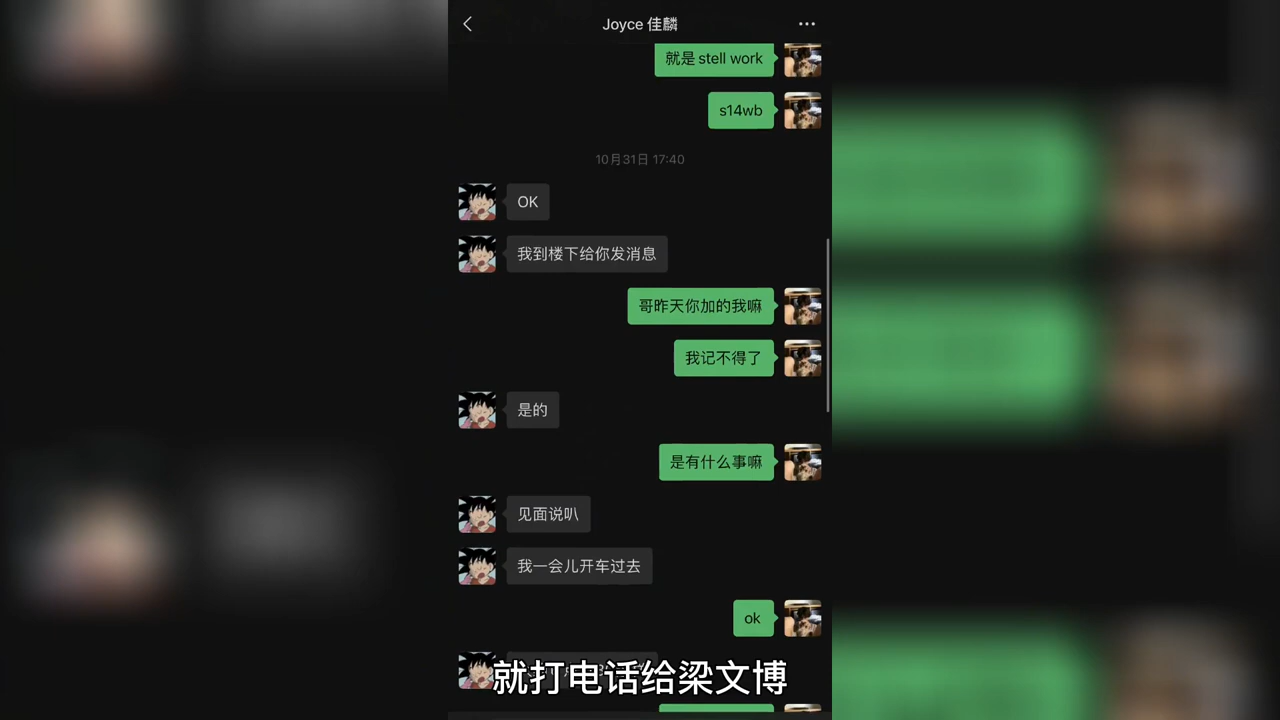 Joyce 佳麟
就是 stell work
s14wb
10月31日 17:40
OK
我到楼下给你发消息
哥昨天你加的我嘛
我记不得了
是的
是有什么事嘛
见面说叭
我一会儿开车过去
ok
就打电话给梁文博